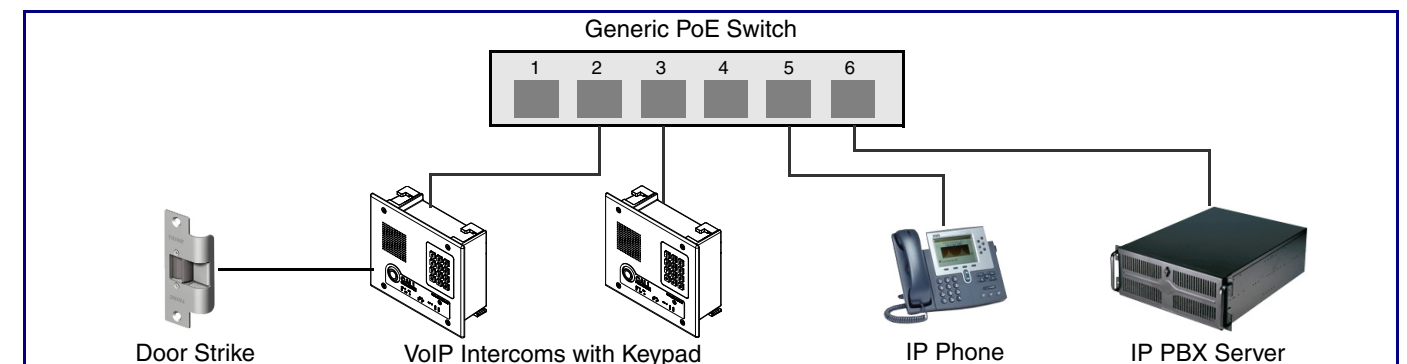 Generic PoE Switch
1 2 3 4 5 6
CALL
Door Strike
VoIP Intercoms with Keypad
IP Phone
IP PBX Server